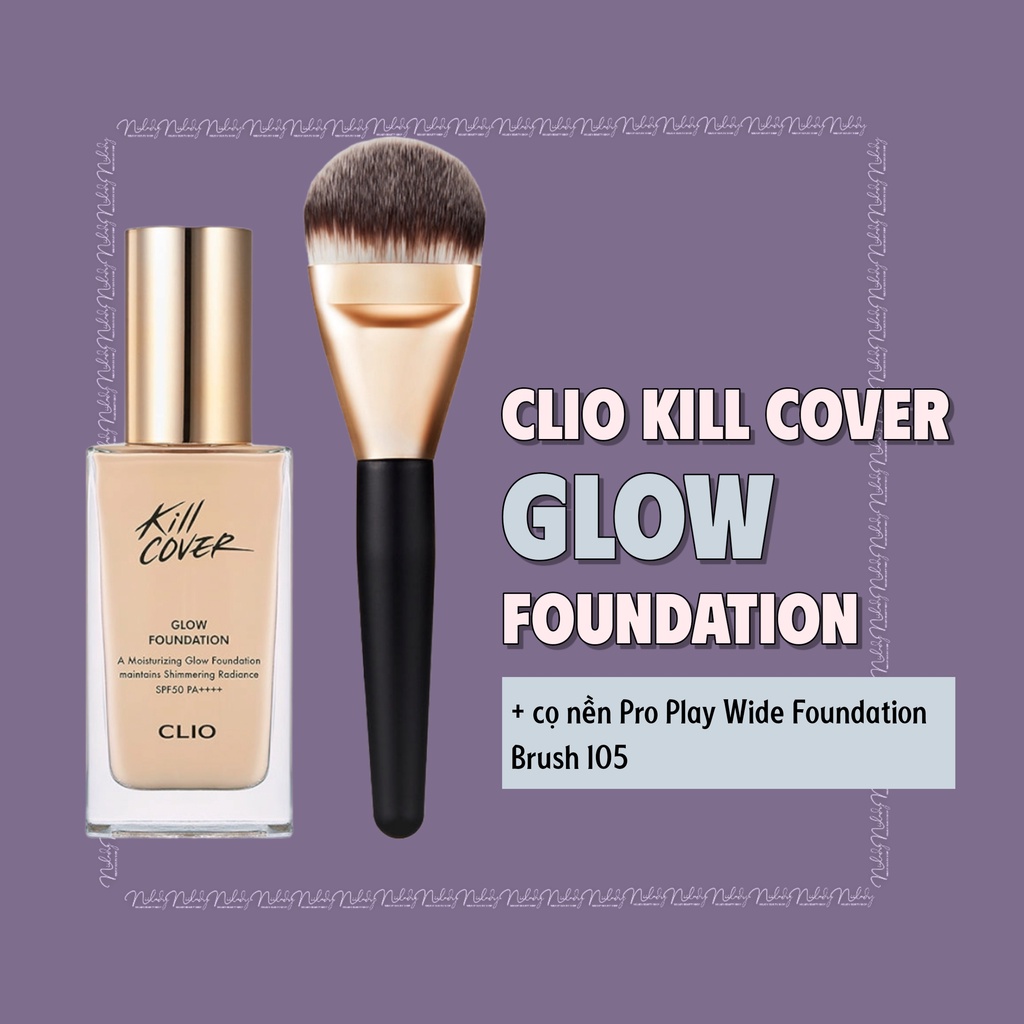 Kill
COVER
GLOW
FOUNDATION
A Moisturizing Glow Foundation
maintains Shimmering Radiance
SPF50 PA++++
CLIO
CLIO KILL COVER
GLOW
FOUNDATION
+ cọ nền Pro Play Wide Foundation
Brush 105